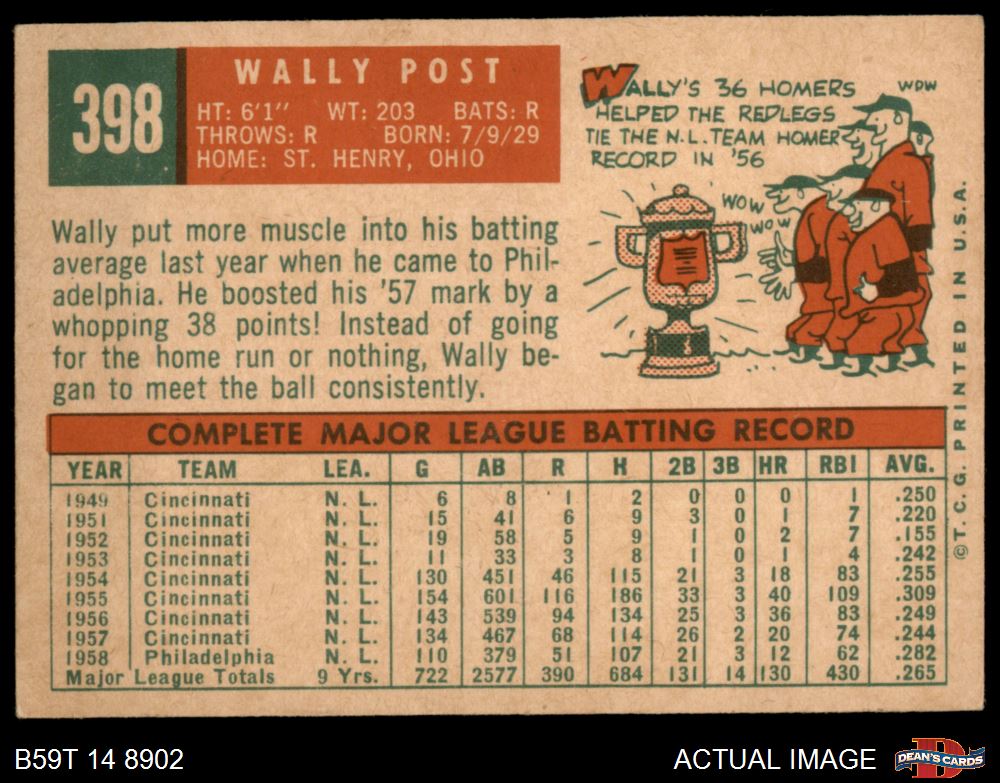 398
WALLY POST
HT: 6'1" WT: 203 BATS: R
THROWS: R BORN: 7/9/29
HOME: ST. HENRY, OHIO
WALLY'S 36 HOMERS
HELPED THE REDLEGS
TIE THE N.L. TEAM HOMER
RECORD IN '56
WOW
WOW
WOW
Wally put more muscle into his batting
average last year when he came to Phil-
adelphia. He boosted his '57 mark by a
whopping 38 points! Instead of going
for the home run or nothing, Wally be-
gan to meet the ball consistently.
COMPLETE MAJOR LEAGUE BATTING RECORD
YEAR TEAM LEA. G AB R H 2B 3B HR RBI AVG.
1949 Cincinnati N. L. 6 8 1 2 0 0 0 1 .250
1951 Cincinnati N. L. 15 41 6 9 3 0 1 7 .220
1952 Cincinnati N. L. 19 58 5 9 1 0 2 7 .155
1953 Cincinnati N. L. 11 33 3 8 1 0 1 4 .242
1954 Cincinnati N. L. 130 451 46 115 21 3 18 83 .255
1955 Cincinnati N. L. 154 601 116 186 33 3 40 109 .309
1956 Cincinnati N. L. 143 539 94 134 25 3 36 83 .249
1957 Cincinnati N. L. 134 467 68 114 26 2 20 74 .244
1958 Philadelphia N. L. 110 379 51 107 21 3 12 62 .282
Major League Totals 9 Yrs. 722 2577 390 684 131 14 130 430 .265
© T. C. G. PRINTED IN U.S.A.
B59T 14 8902
ACTUAL IMAGE
D
DEAN'S CARDS